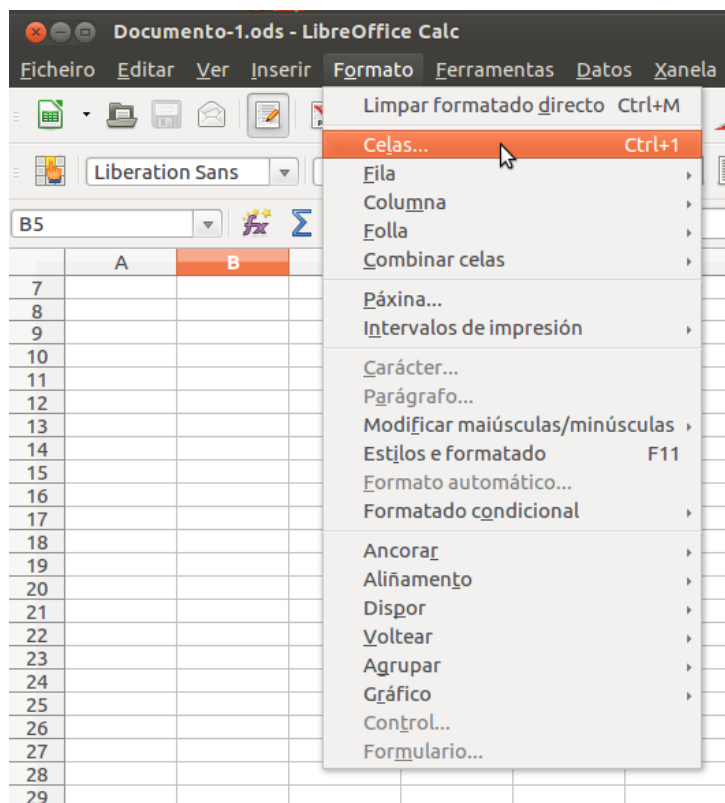 Documento-1.ods - LibreOffice Calc
Ficheiro Editar Ver Inserir Formato Ferramentas Datos Xanela
Limpar formatado directo Ctrl+M
Celas... Ctrl+1
Liberation Sans
Fila
Columna
Folla
B5
Combinar celas
A B
Páxina...
Intervalos de impresión
Carácter...
Parágrafo...
Modificar maiúsculas/minúsculas
Estilos e formatado F11
Formato automático...
Formatado condicional
Ancorar
Aliñamento
Dispor
Voltear
Agrupar
Gráfico
Control...
Formulario...
7
8
9
10
11
12
13
14
15
16
17
18
19
20
21
22
23
24
25
26
27
28
29